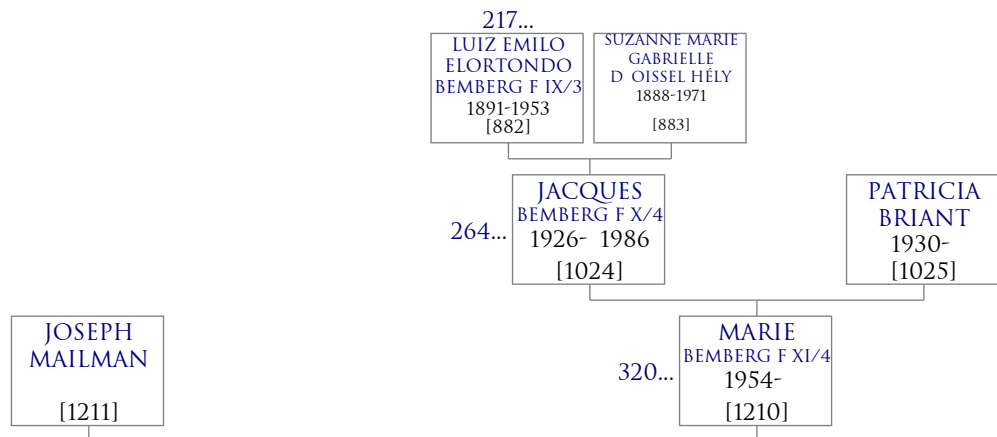 217...
LUIZ EMILO
ELORTONDO
BEMBERG F IX/3
1891-1953
[882]
SUZANNE MARIE
GABRIELLE
D OISSEL HÉLY
1888-1971
[883]
264...
JACQUES
BEMBERG F X/4
1926- 1986
[1024]
PATRICIA
BRIANT
1930-
[1025]
JOSEPH
MAILMAN
[1211]
320...
MARIE
BEMBERG F XI/4
1954-
[1210]